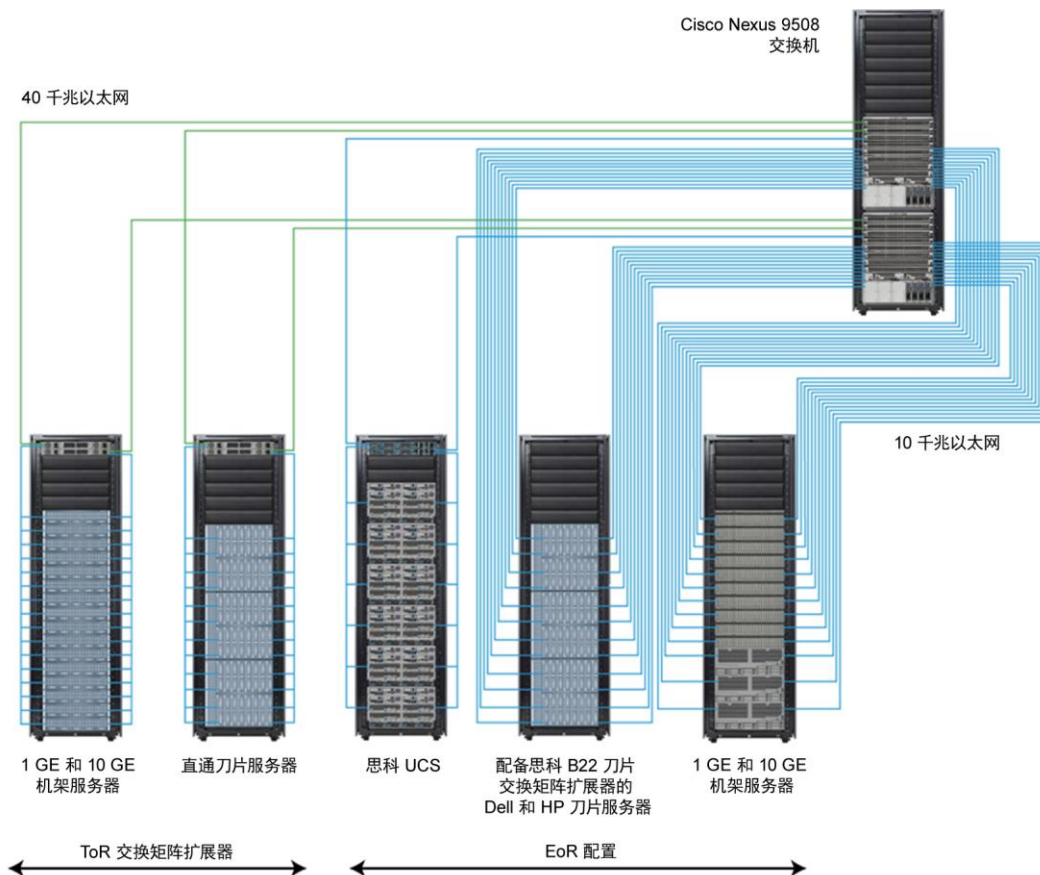 Cisco Nexus 9508
交换机
40 千兆以太网
10 千兆以太网
1 GE 和 10 GE
机架服务器
直通刀片服务器
思科 UCS
配备思科 B22 刀片
交换矩阵扩展器的
Dell 和 HP 刀片服务器
1 GE 和 10 GE
机架服务器
ToR 交换矩阵扩展器
EoR 配置